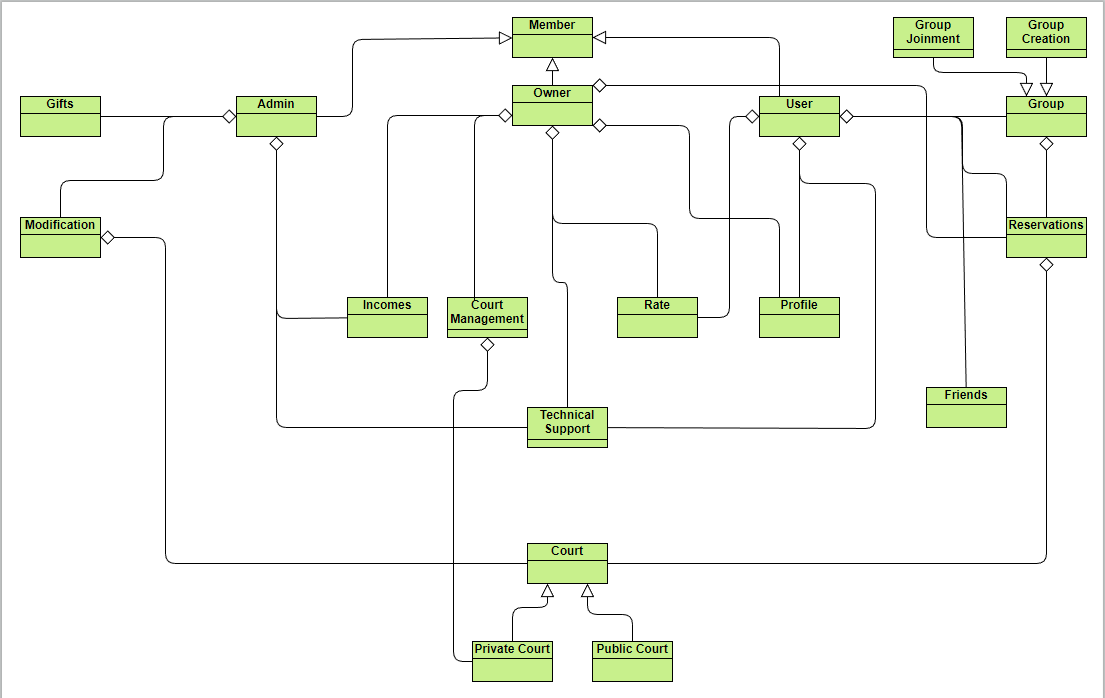 Member
Group
Joinment
Group
Creation
Gifts
Admin
Owner
User
Group
Modification
Reservations
Incomes
Court
Management
Rate
Profile
Friends
Technical
Support
Court
Private Court
Public Court